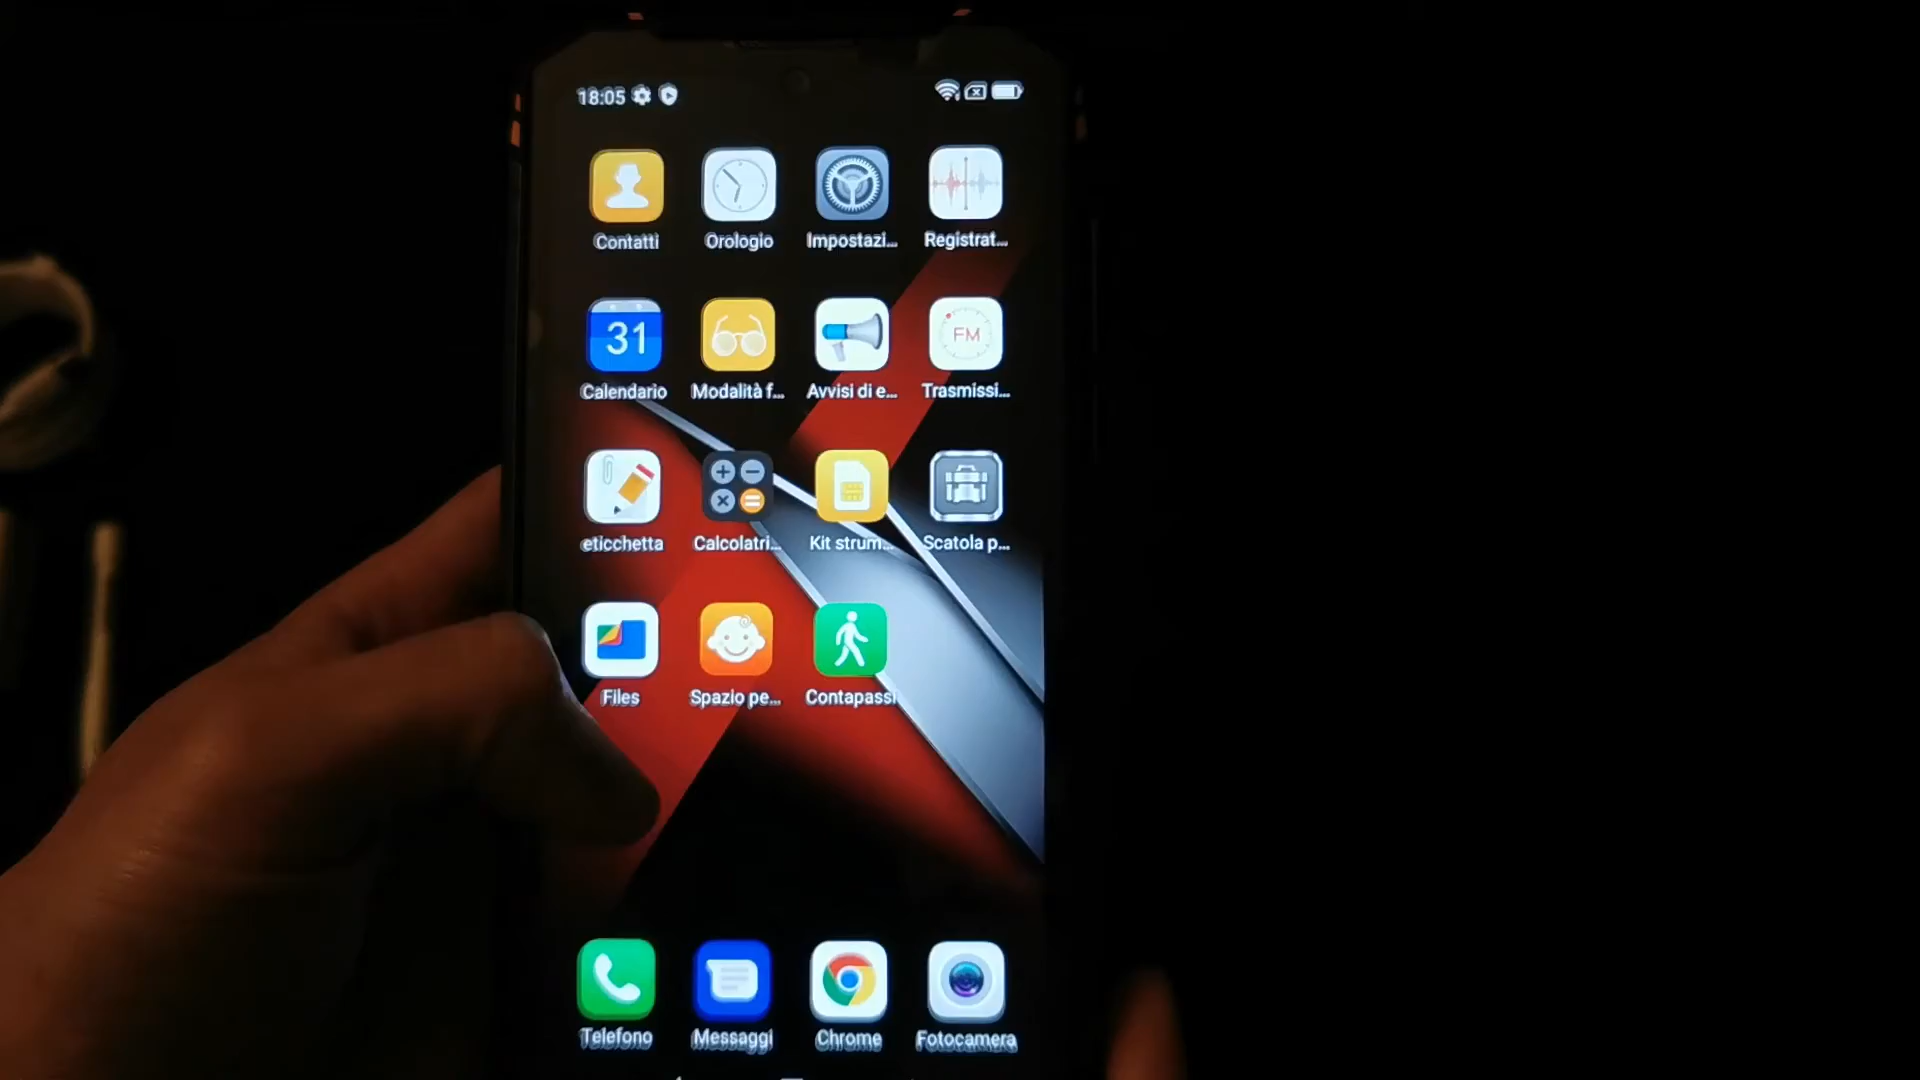 18:05
Contatti Orologio Impostazi... Registrat...
31 FM
Calendario Modalità f... Avvisi di e... Trasmissi...
eticchetta Calcolatri... Kit strum... Scatola p...
Files Spazio pe... Contapassi
Telefono Messaggi Chrome Fotocamera